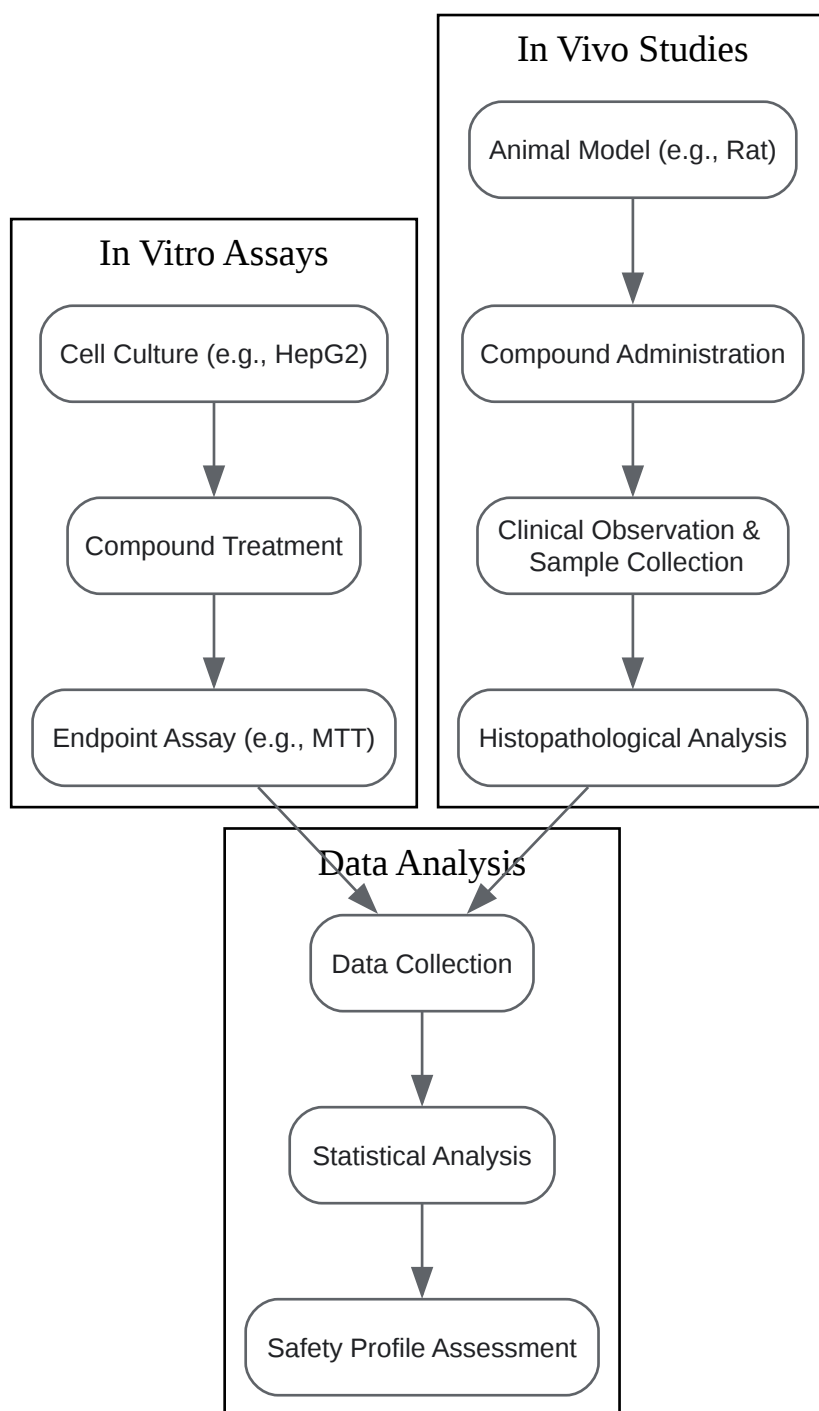 In Vivo Studies
Animal Model (e.g., Rat)
Compound Administration
Clinical Observation &
Sample Collection
Histopathological Analysis
In Vitro Assays
Cell Culture (e.g., HepG2)
Compound Treatment
Endpoint Assay (e.g., MTT)
Data Analysis
Data Collection
Statistical Analysis
Safety Profile Assessment